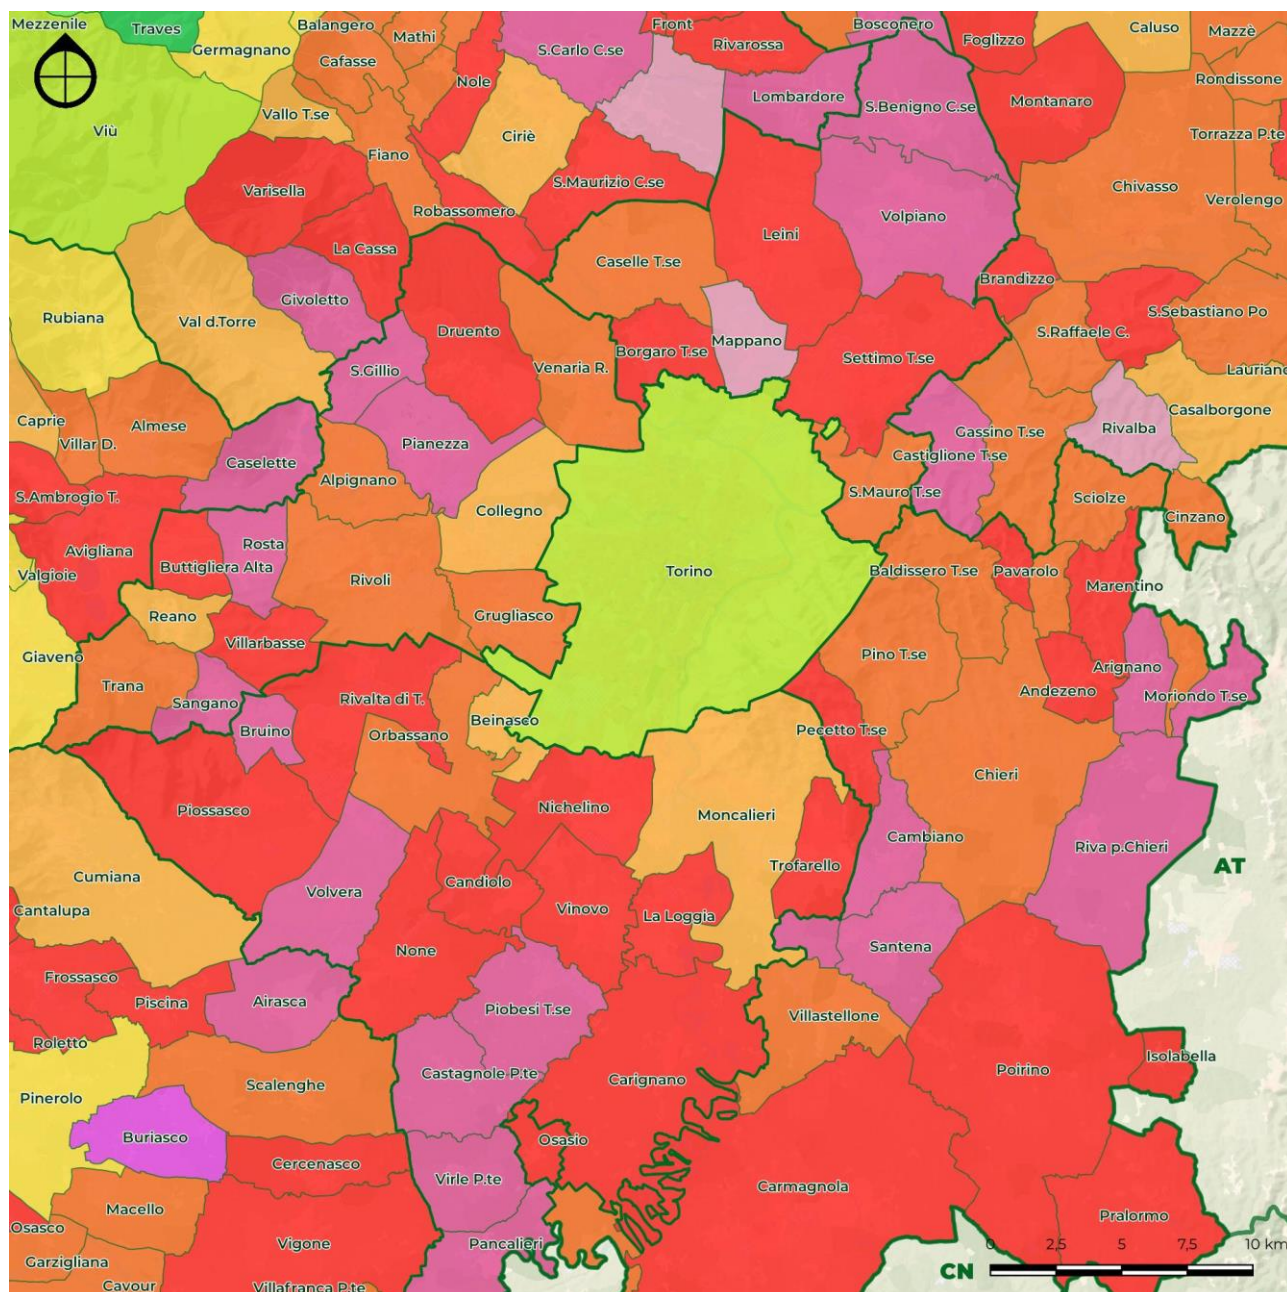 Mezzenile
Traves
Balangero
Mathi
Front
Bosconero
Caluso
Mazzè
Germagnano
Cafasse
S.Carlo C.se
Rivarossa
Foglizzo
Rondissone
Nole
Lombardore
S.Benigno C.se
Montanaro
Vallo T.se
Viù
Ciriè
Torrazza P.te
Fiano
Varisella
S.Maurizio C.se
Chivasso
Robassomero
Volpiano
Verolengo
La Cassa
Leini
Caselle T.se
Brandizzo
Rubiana
Givoletto
Val d.Torre
S.Sebastiano Po
Druento
S.Raffaele C.
Mappano
Borgaro T.se
Settimo T.se
Venaria R.
S.Gillio
Lauriano
Casalborgone
Caprie
Almese
Villar D.
Pianezza
Gassino T.se
Rivalba
Caselette
Castiglione T.se
Alpignano
S.Ambrogio T.
S.Mauro T.se
Sciolze
Collegno
Cinzano
Avigliana
Rosta
Buttigliera Alta
Valgioie
Rivoli
Torino
Baldissero T.se
Pavarolo
Marentino
Reano
Grugliasco
Villarbasse
Giaveno
Pino T.se
Arignano
Trana
Sangano
Rivalta di T.
Andezeno
Moriondo T.se
Beinasco
Bruino
Orbassano
Pecetto T.se
Chieri
Piossasco
Nichelino
Moncalieri
Cambiano
Riva p.Chieri
Trofarello
AT
Cumiana
Volvera
Candiolo
Vinovo
La Loggia
Cantalupa
None
Santena
Frossasco
Piscina
Airasca
Piobesi T.se
Villastellone
Roletto
Isolabella
Castagnole P.te
Poirino
Scalenghe
Carignano
Pinerolo
Buriasco
Osasio
Cercenasco
Virle P.te
Carmagnola
Macello
Osasco
Pralormo
Vigone
Pancalieri
Garzigliana
Cavour
Villafranca P.te
CN
0 2,5 5 7,5 10 km